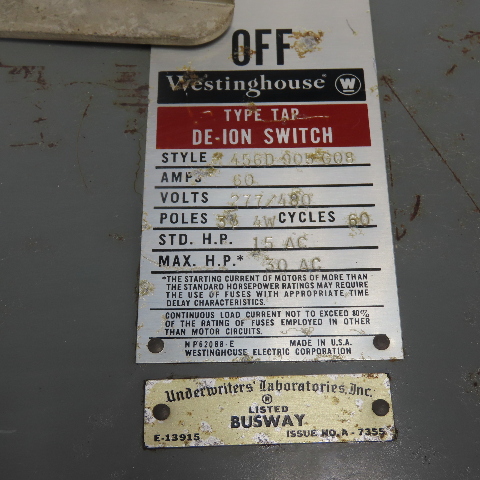 OFF
Westinghouse W
TYPE TAP
DE-ION SWITCH
STYLE 456D 905 G08
AMPS 60
VOLTS 277/480
POLES 3Φ 4W CYCLES 60
STD. H.P. 15 AC
MAX. H.P.* 30 AC
*THE STARTING CURRENT OF MOTORS OF MORE THAN
THE STANDARD HORSEPOWER RATINGS MAY REQUIRE
THE USE OF FUSES WITH APPROPRIATE TIME
DELAY CHARACTERISTICS.
CONTINUOUS LOAD CURRENT NOT TO EXCEED 80%
OF THE RATING OF FUSES EMPLOYED IN OTHER
THAN MOTOR CIRCUITS.
N P62088-E MADE IN U.S.A.
WESTINGHOUSE ELECTRIC CORPORATION
Underwriters' Laboratories, Inc.
®
LISTED
BUSWAY
E-13915 ISSUE NO. A-7355